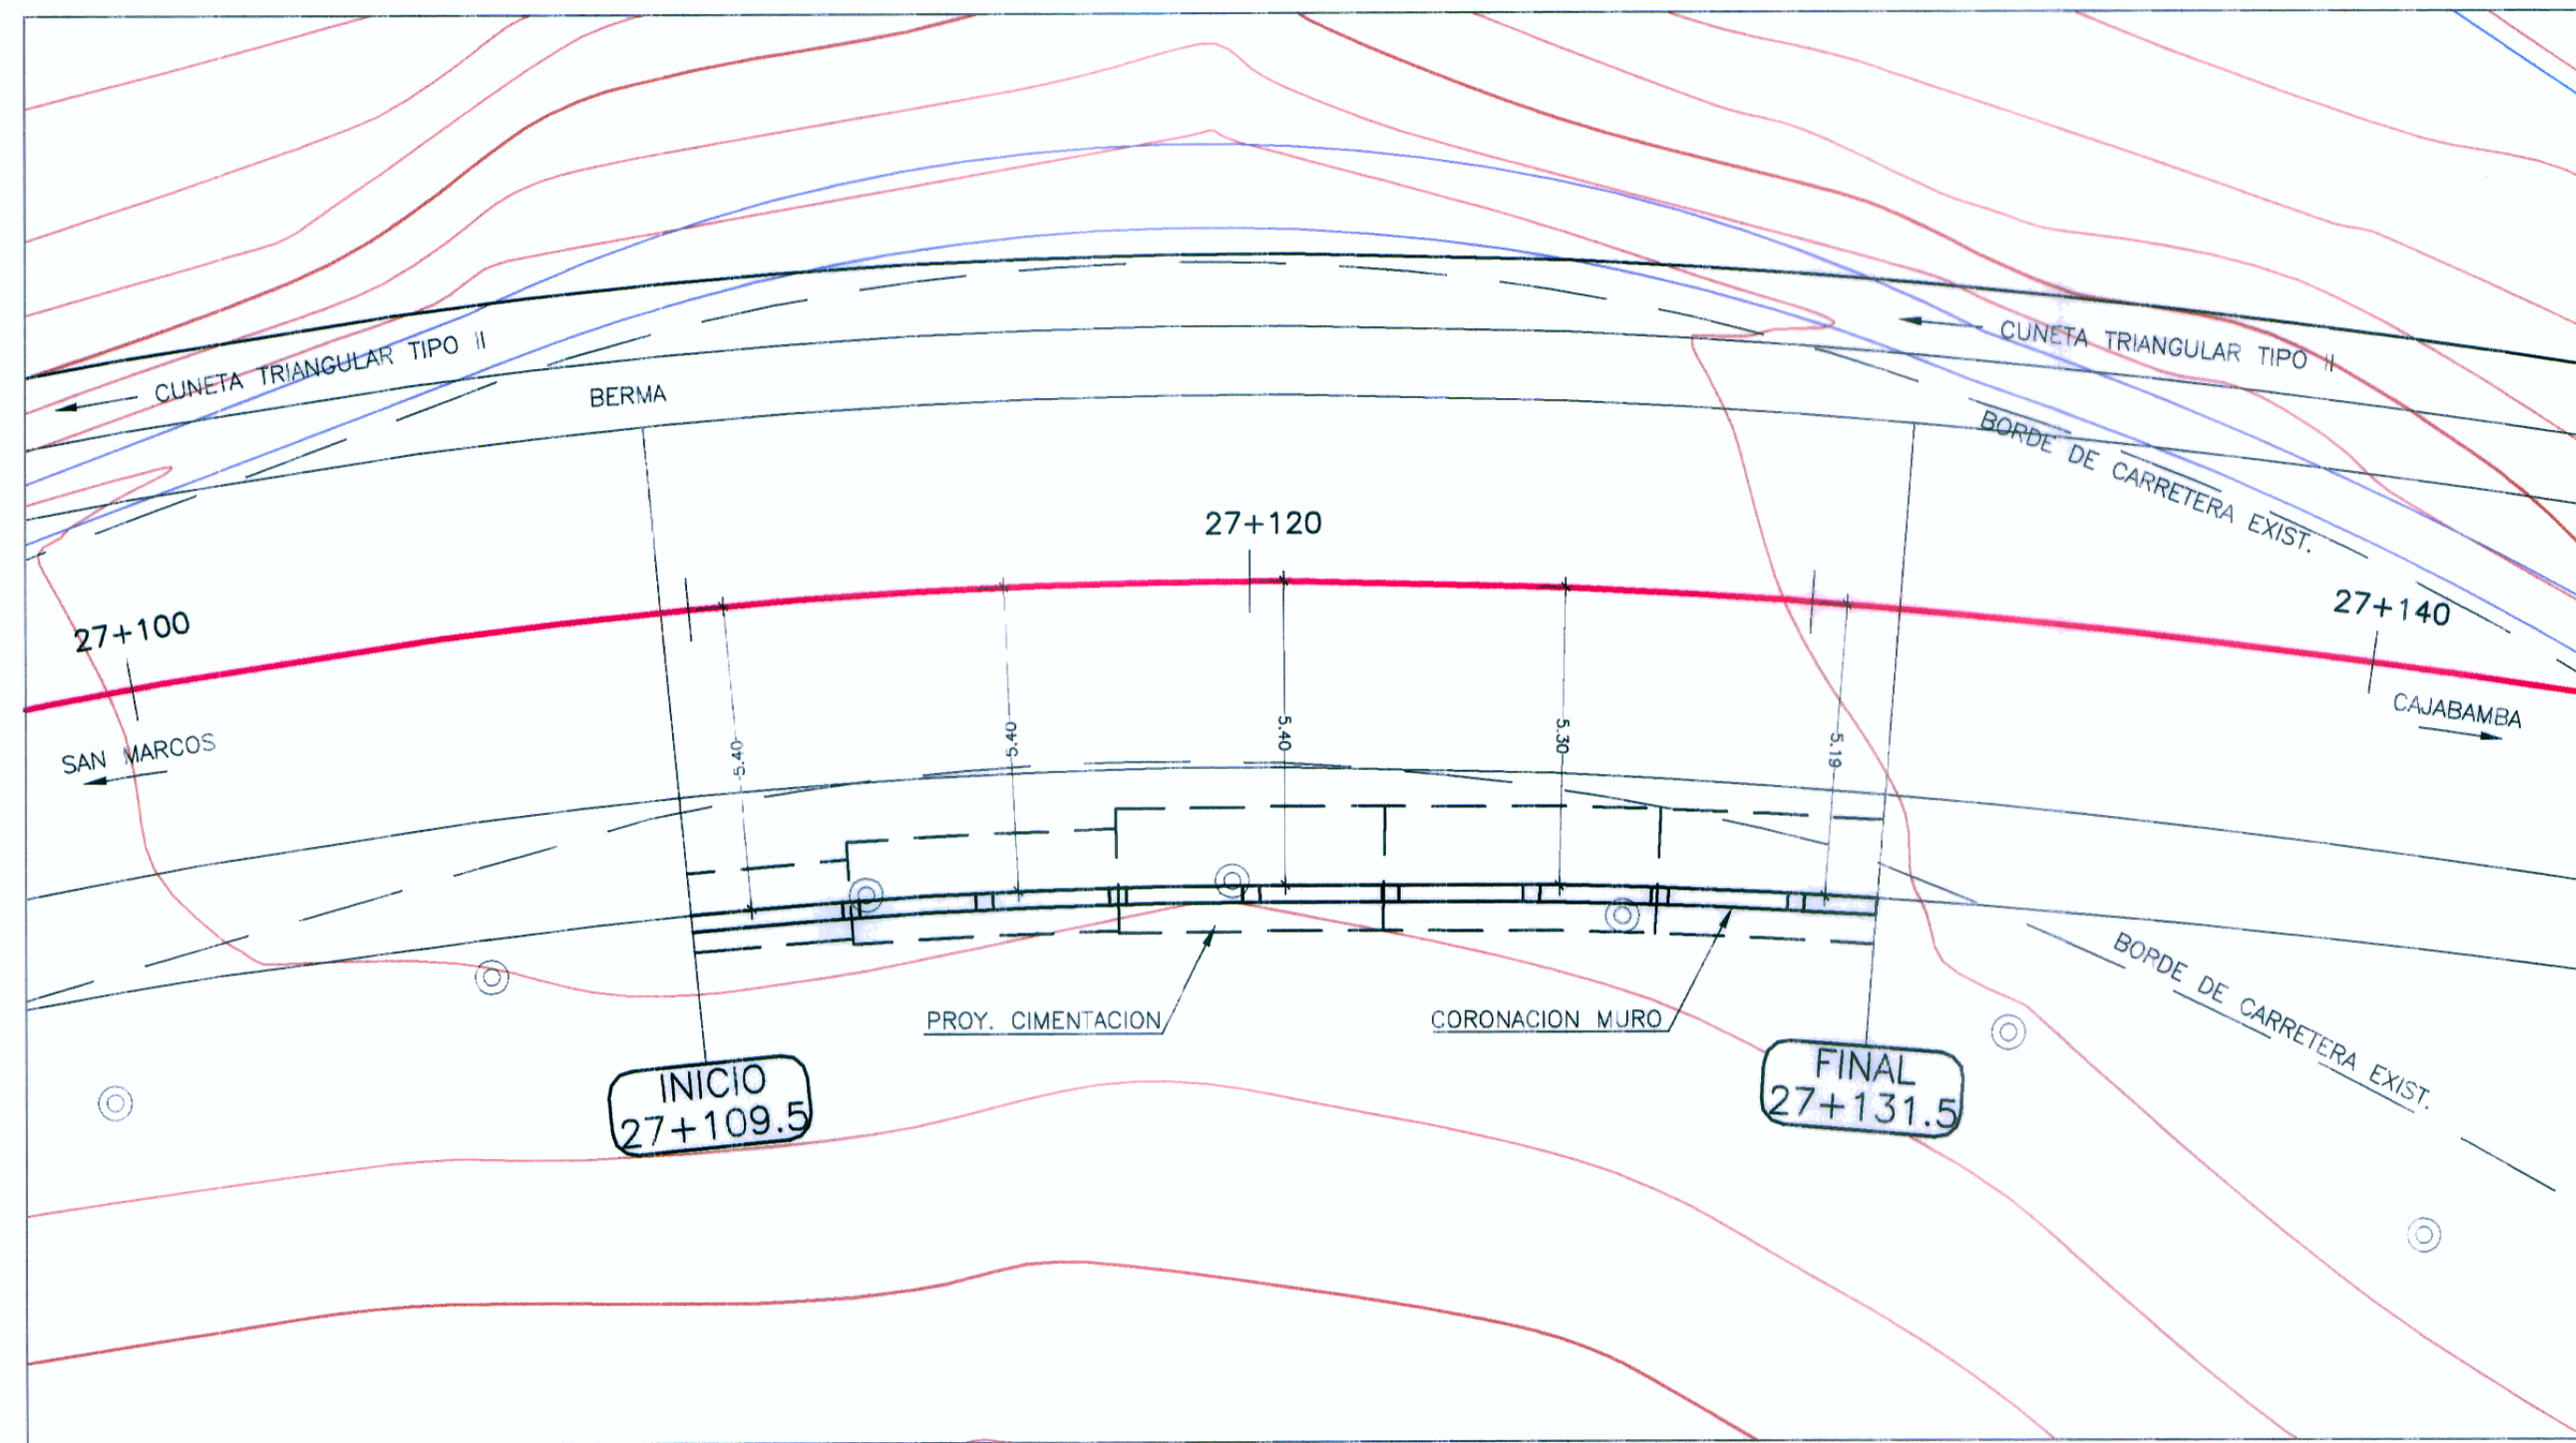 CUNETA TRIANGULAR TIPO II
CUNETA TRIANGULAR TIPO II
BERMA
BORDE DE CARRETERA EXIST.
27+120
27+100
27+140
SAN MARCOS
CAJABAMBA
5.40
5.40
5.40
5.30
5.19
PROY. CIMENTACION
CORONACION MURO
BORDE DE CARRETERA EXIST.
INICIO
27+109.5
FINAL
27+131.5